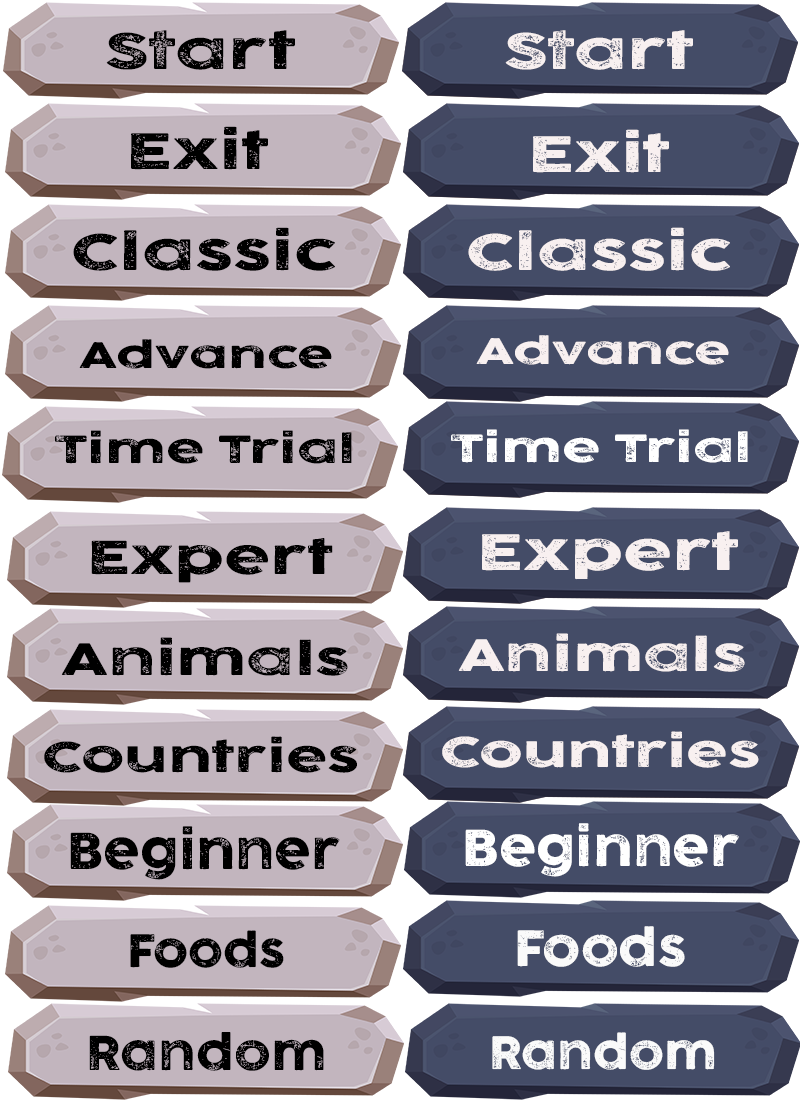 Start Start
Exit Exit
Classic Classic
Advance Advance
Time Trial Time Trial
Expert Expert
Animals Animals
Countries Countries
Beginner Beginner
Foods Foods
Random Random